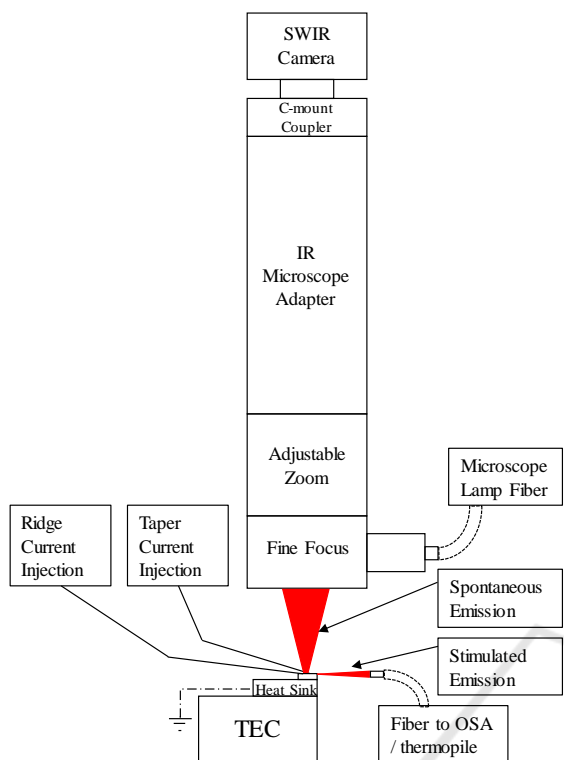 SWIR
Camera
C-mount
Coupler
IR
Microscope
Adapter
Adjustable
Zoom
Microscope
Lamp Fiber
Ridge
Current
Injection
Taper
Current
Injection
Fine Focus
Spontaneous
Emission
Stimulated
Emission
Heat Sink
TEC
Fiber to OSA
/ thermopile